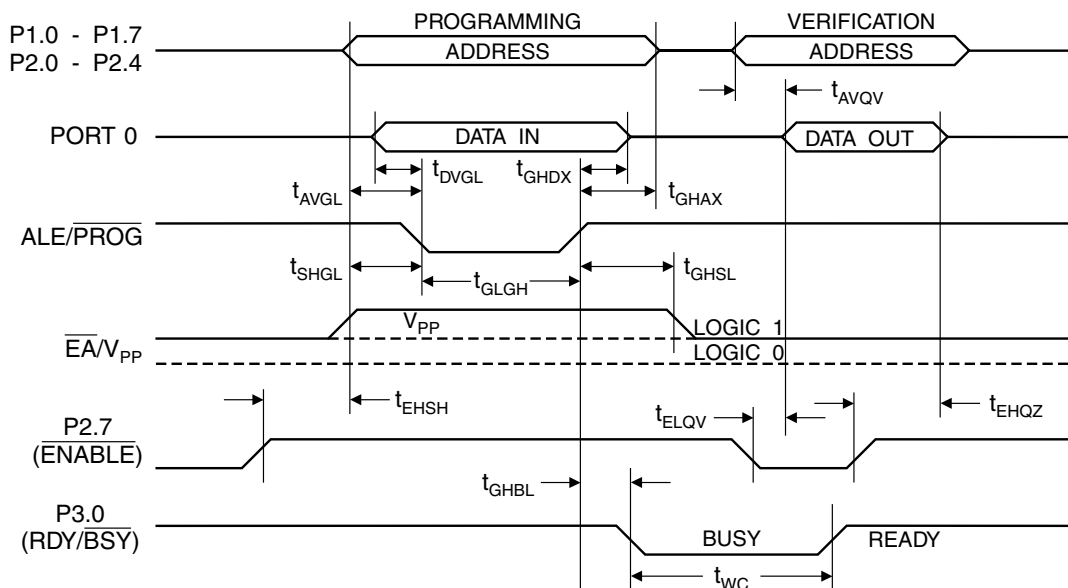 PROGRAMMING
VERIFICATION
P1.0 - P1.7
P2.0 - P2.4
ADDRESS
ADDRESS
tAVQV
PORT 0
DATA IN
DATA OUT
tDVGL
tGHDX
tAVGL
tGHAX
ALE/PROG
tSHGL
tGLGH
tGHSL
VPP
LOGIC 1
EA/VPP
LOGIC 0
tEHSH
tELQV
tEHQZ
P2.7
(ENABLE)
tGHBL
P3.0
(RDY/BSY)
BUSY
READY
tWC